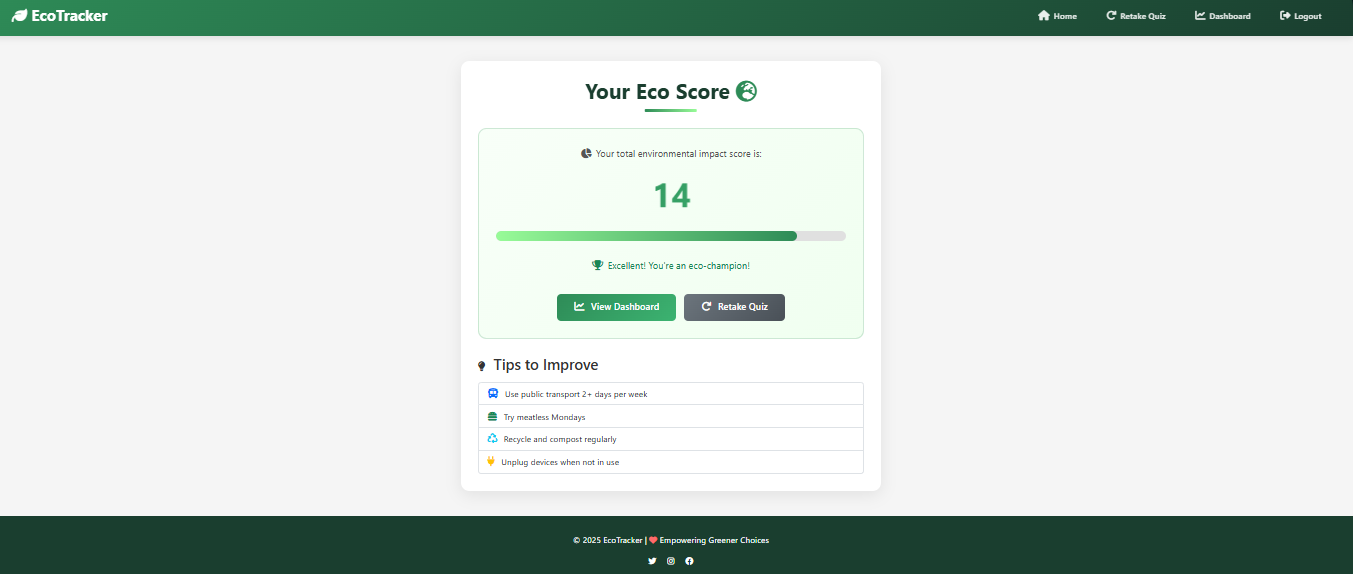 EcoTracker
Home
Retake Quiz
Dashboard
Logout
Your Eco Score
Your total environmental impact score is:
14
Excellent! You're an eco-champion!
View Dashboard
Retake Quiz
Tips to Improve
Use public transport 2+ days per week
Try meatless Mondays
Recycle and compost regularly
Unplug devices when not in use
© 2025 EcoTracker | Empowering Greener Choices